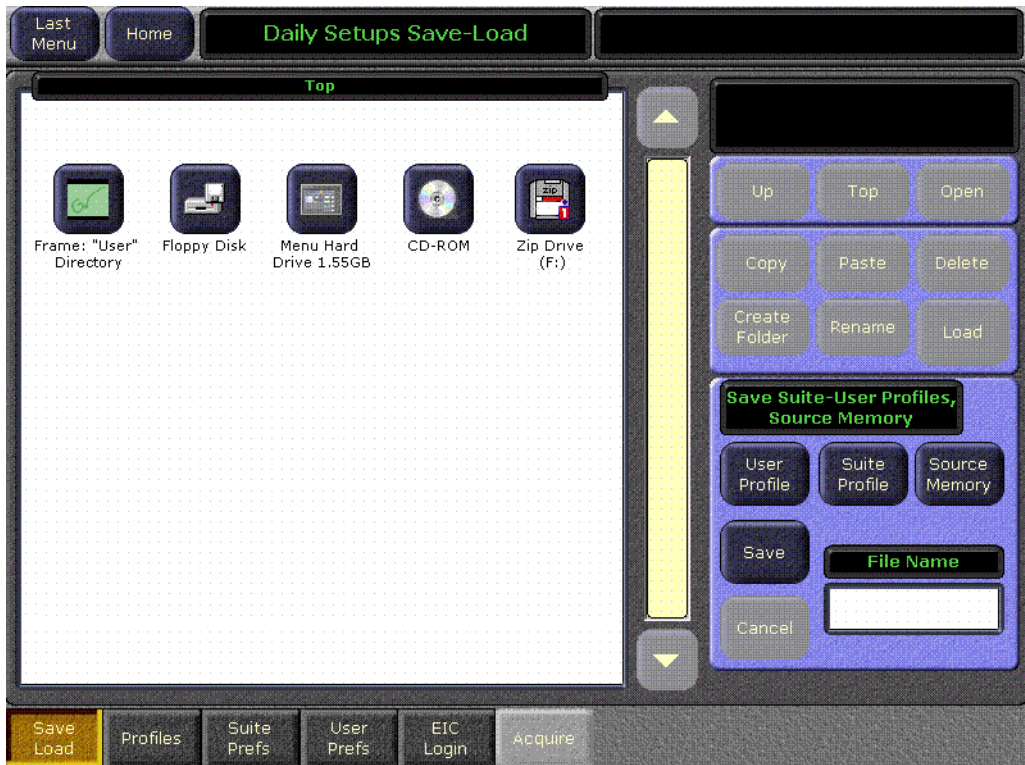 Last
Menu
Home
Daily Setups Save-Load
Top
Frame: "User"
Directory
Floppy Disk
Menu Hard
Drive 1.55GB
CD-ROM
zip
1
Zip Drive
(F:)
Up
Top
Open
Copy
Paste
Delete
Create
Folder
Rename
Load
Save Suite-User Profiles,
Source Memory
User
Profile
Suite
Profile
Source
Memory
Save
File Name
Cancel
Save
Load
Profiles
Suite
Prefs
User
Prefs
EIC
Login
Acquire